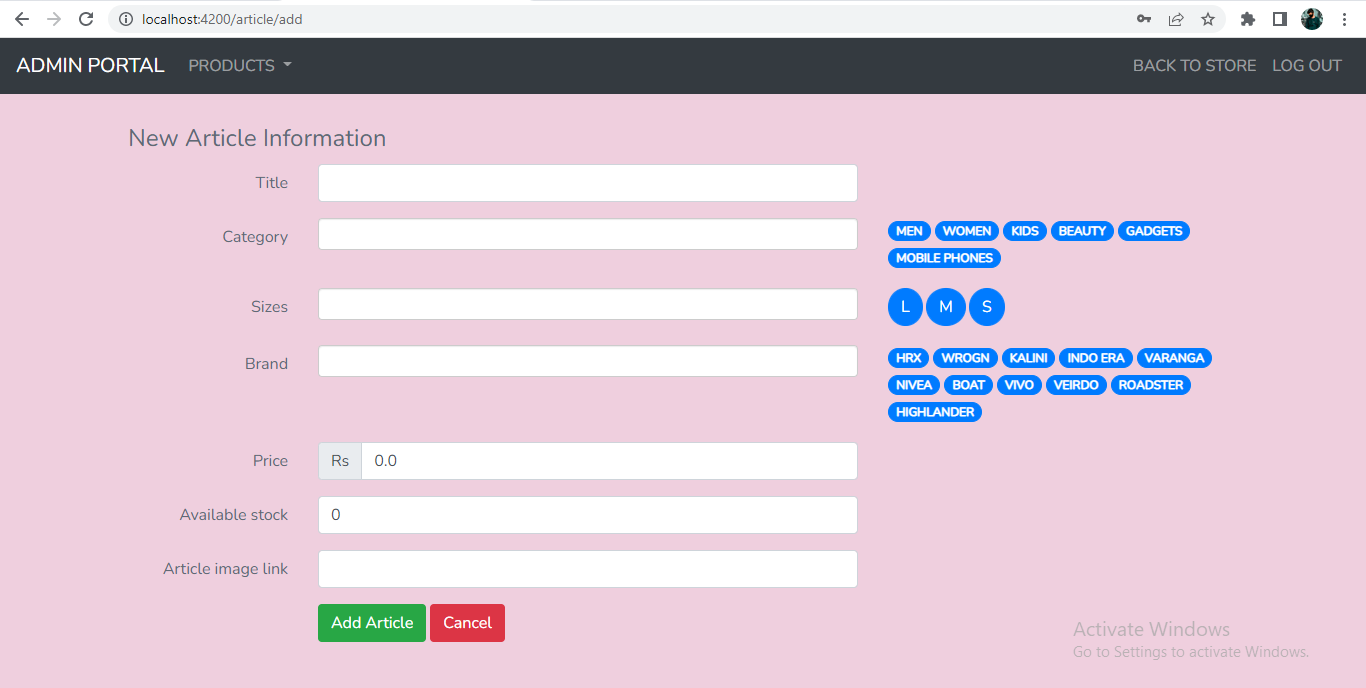 localhost:4200/article/add
ADMIN PORTAL PRODUCTS BACK TO STORE LOG OUT
New Article Information
Title
Category MEN WOMEN KIDS BEAUTY GADGETS
MOBILE PHONES
Sizes L M S
Brand HRX WROGN KALINI INDO ERA VARANGA
NIVEA BOAT VIVO VEIRDO ROADSTER
HIGHLANDER
Price Rs 0.0
Available stock 0
Article image link
Add Article Cancel
Activate Windows
Go to Settings to activate Windows.